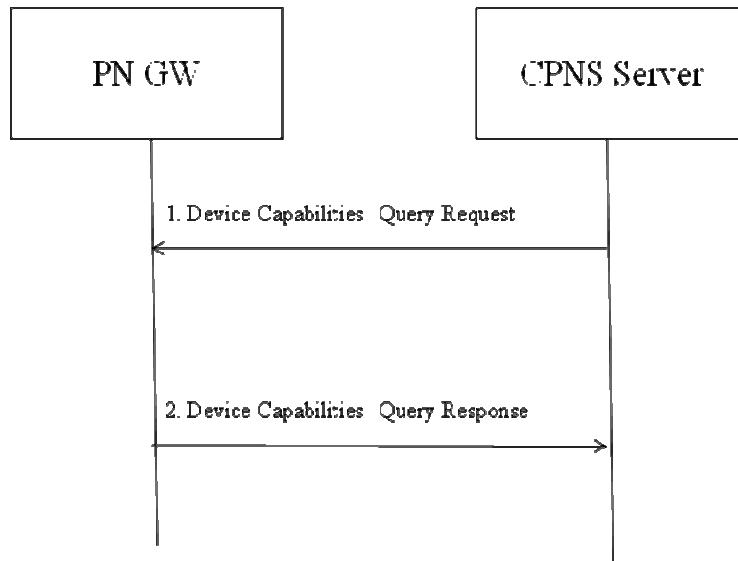 PN GW
CPNS Server
1. Device Capabilities Query Request
2. Device Capabilities Query Response